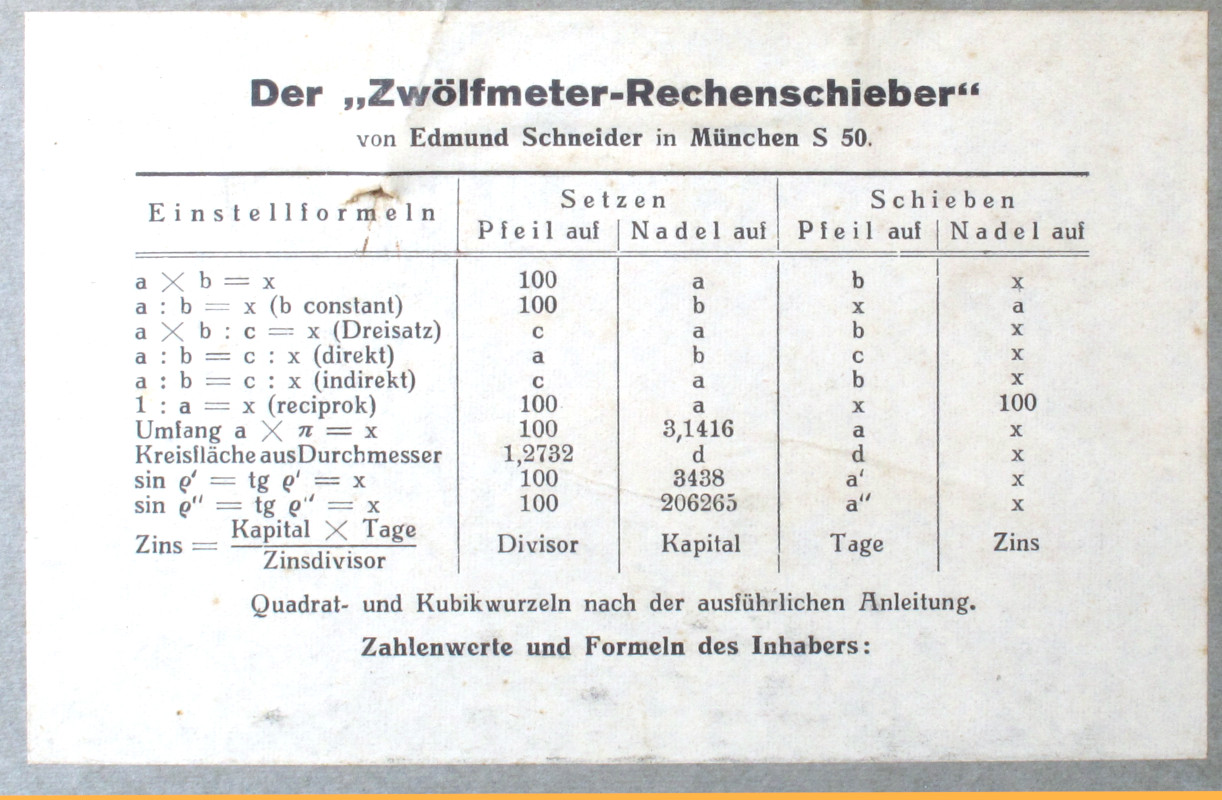 Der „Zwölfmeter-Rechenschieber“
von Edmund Schneider in München S 50.
Einstellformeln Setzen Schieben
Pfeil auf Nadel auf Pfeil auf Nadel auf
a × b = x 100 a b x
a : b = x (b constant) 100 b x a
a × b : c = x (Dreisatz) c a b x
a : b = c : x (direkt) a b c x
a : b = c : x (indirekt) c a b x
1 : a = x (reciprok) 100 a x 100
Umfang a × π = x 100 3,1416 a x
Kreisfläche aus Durchmesser 1,2732 d d x
sin ϱ′ = tg ϱ′ = x 100 3438 a′ x
sin ϱ″ = tg ϱ″ = x 100 206265 a″ x
Kapital × Tage
Zins = Divisor Kapital Tage Zins
Zinsdivisor
Quadrat- und Kubikwurzeln nach der ausführlichen Anleitung.
Zahlenwerte und Formeln des Inhabers: